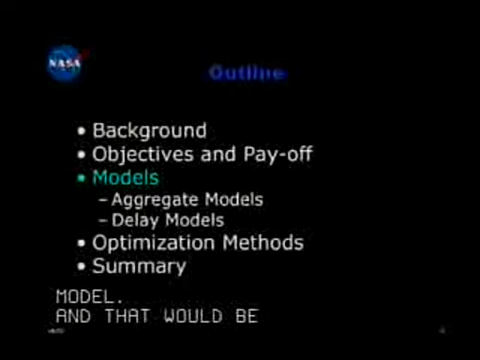 NASA
Outline
• Background
• Objectives and Pay-off
• Models
– Aggregate Models
– Delay Models
• Optimization Methods
• Summary
MODEL.
AND THAT WOULD BE